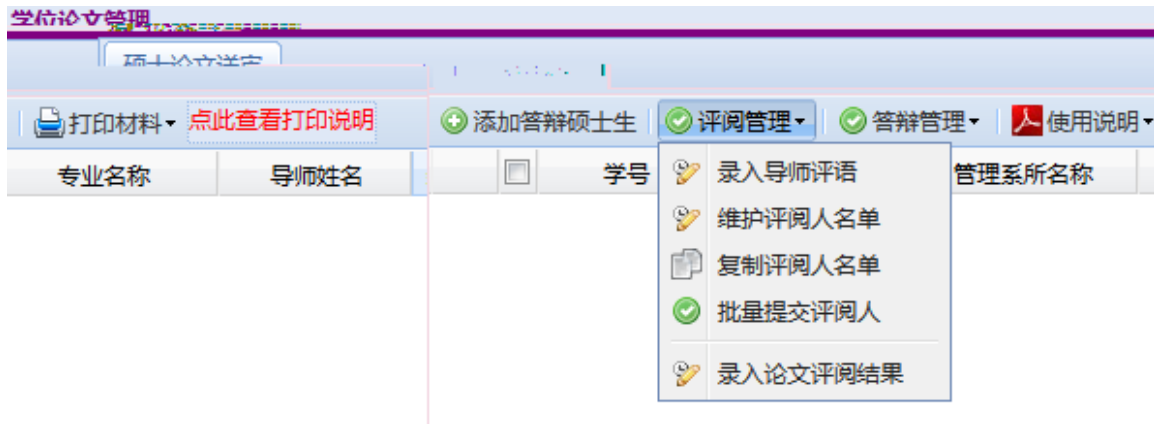 学位论文管理
硕士论文送审
打印材料 点此查看打印说明 添加答辩硕士生 评阅管理 答辩管理 使用说明
专业名称 导师姓名 学号 管理系所名称
录入导师评语
维护评阅人名单
复制评阅人名单
批量提交评阅人
录入论文评阅结果